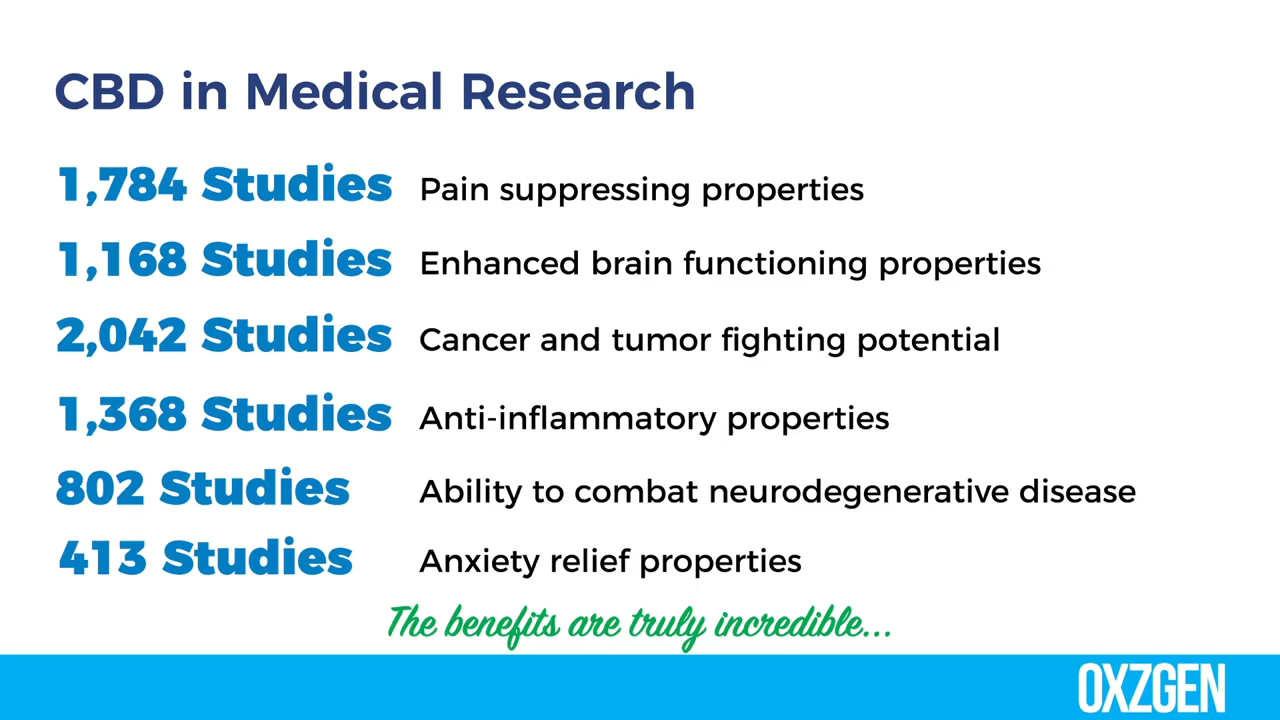 CBD in Medical Research
1,784 Studies Pain suppressing properties
1,168 Studies Enhanced brain functioning properties
2,042 Studies Cancer and tumor fighting potential
1,368 Studies Anti-inflammatory properties
802 Studies Ability to combat neurodegenerative disease
413 Studies Anxiety relief properties
The benefits are truly incredible...
OXZGEN